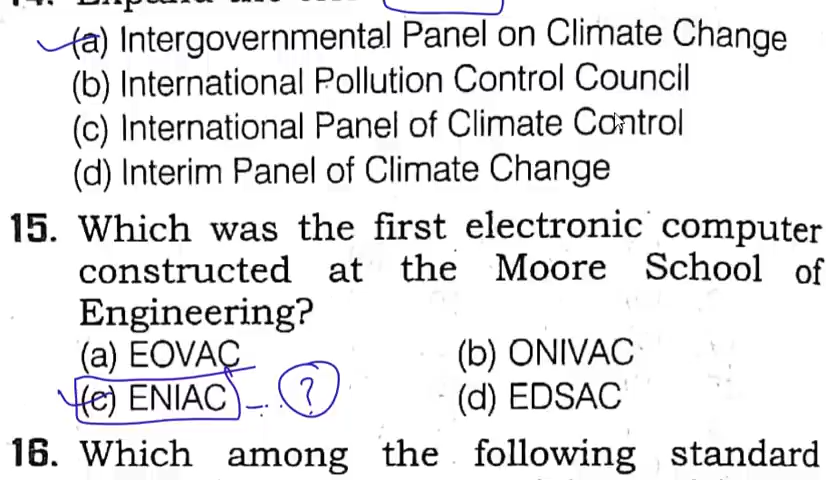 (a) Intergovernmental Panel on Climate Change
(b) International Pollution Control Council
(c) International Panel of Climate Control
(d) Interim Panel of Climate Change
15. Which was the first electronic computer
constructed at the Moore School of
Engineering?
(a) EOVAC (b) ONIVAC
(c) ENIAC ? (d) EDSAC
16. Which among the following standard